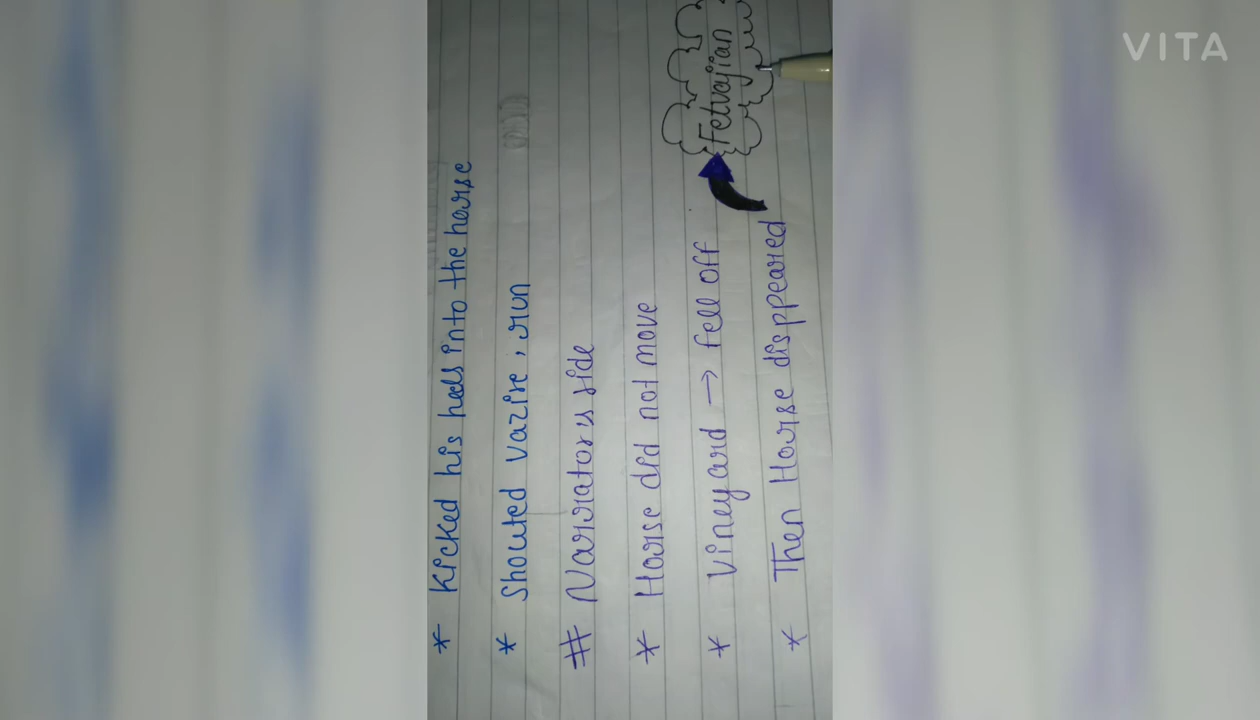 * Kicked his heels into the horse
* Shouted vazire, run
# Narrator's ride
* Horse did not move
* Vineyard → fell off
* Then Horse disppeared
Fetvajian
VITA